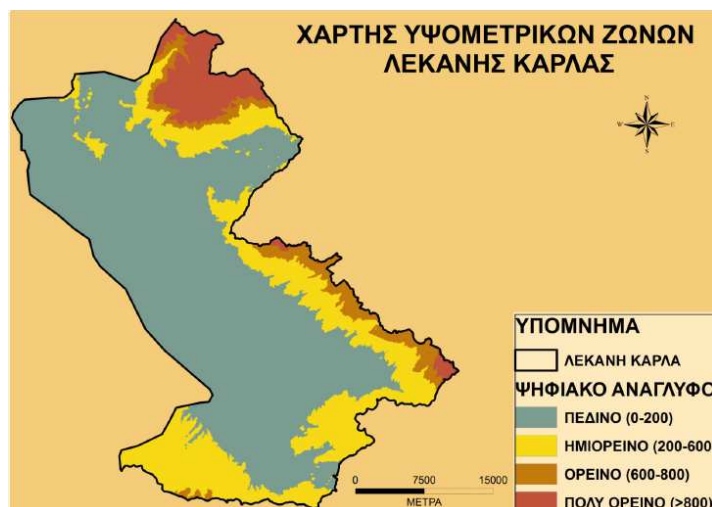 ΧΑΡΤΗΣ ΥΨΟΜΕΤΡΙΚΩΝ ΖΩΝΩΝ
ΛΕΚΑΝΗΣ ΚΑΡΛΑΣ
N
W E
S
ΥΠΟΜΝΗΜΑ
ΛΕΚΑΝΗ ΚΑΡΛΑ
ΨΗΦΙΑΚΟ ΑΝΑΓΛΥΦΟ
ΠΕΔΙΝΟ (0-200)
ΗΜΙΟΡΕΙΝΟ (200-600
ΟΡΕΙΝΟ (600-800)
ΠΟΛΥ ΟΡΕΙΝΟ (>800)
0 7500 15000
ΜΕΤΡΑ